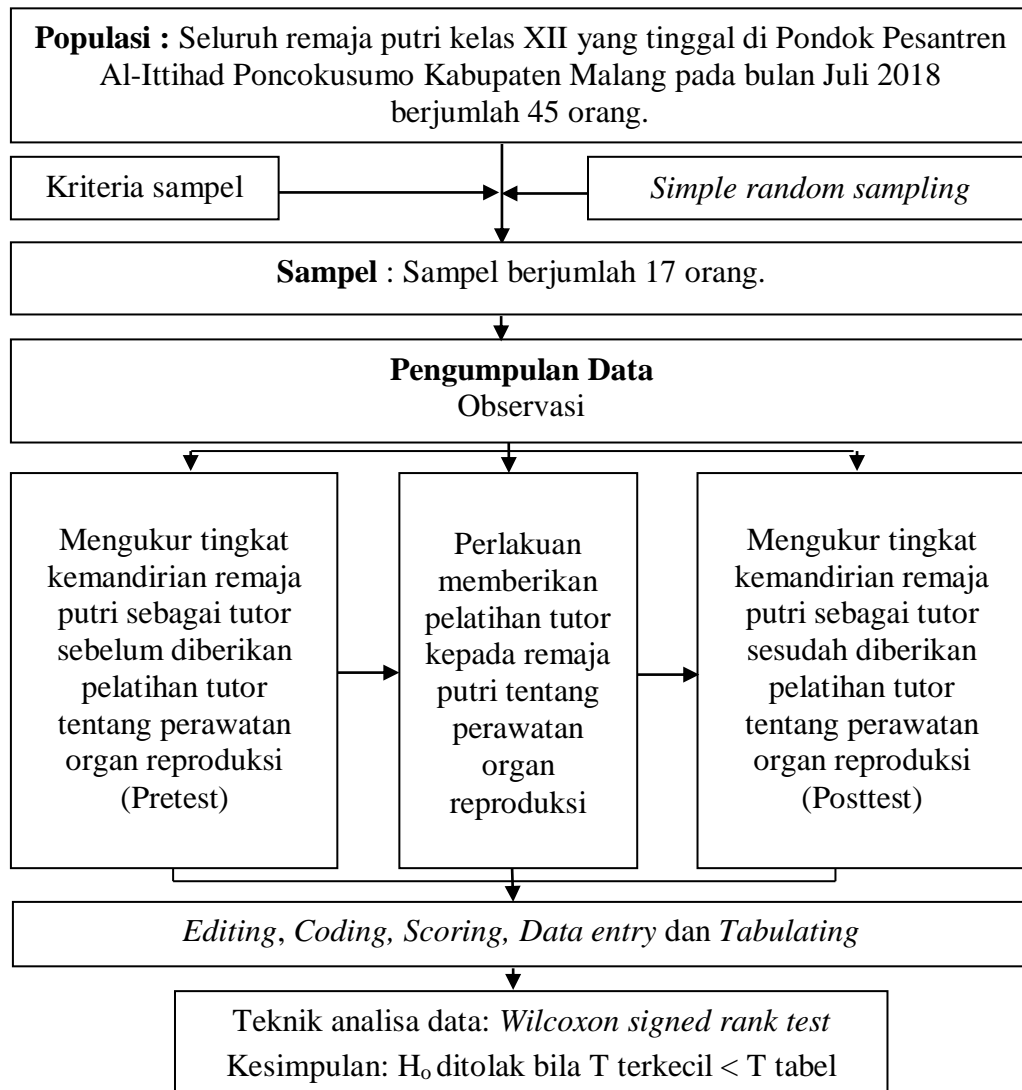 Populasi : Seluruh remaja putri kelas XII yang tinggal di Pondok Pesantren
Al-Ittihad Poncokusumo Kabupaten Malang pada bulan Juli 2018
berjumlah 45 orang.
Kriteria sampel
Simple random sampling
Sampel : Sampel berjumlah 17 orang.
Pengumpulan Data
Observasi
Mengukur tingkat
kemandirian remaja
putri sebagai tutor
sebelum diberikan
pelatihan tutor
tentang perawatan
organ reproduksi
(Pretest)
Perlakuan
memberikan
pelatihan tutor
kepada remaja
putri tentang
perawatan
organ
reproduksi
Mengukur tingkat
kemandirian remaja
putri sebagai tutor
sesudah diberikan
pelatihan tutor
tentang perawatan
organ reproduksi
(Posttest)
Editing, Coding, Scoring, Data entry dan Tabulating
Teknik analisa data: Wilcoxon signed rank test
Kesimpulan: Ho ditolak bila T terkecil < T tabel